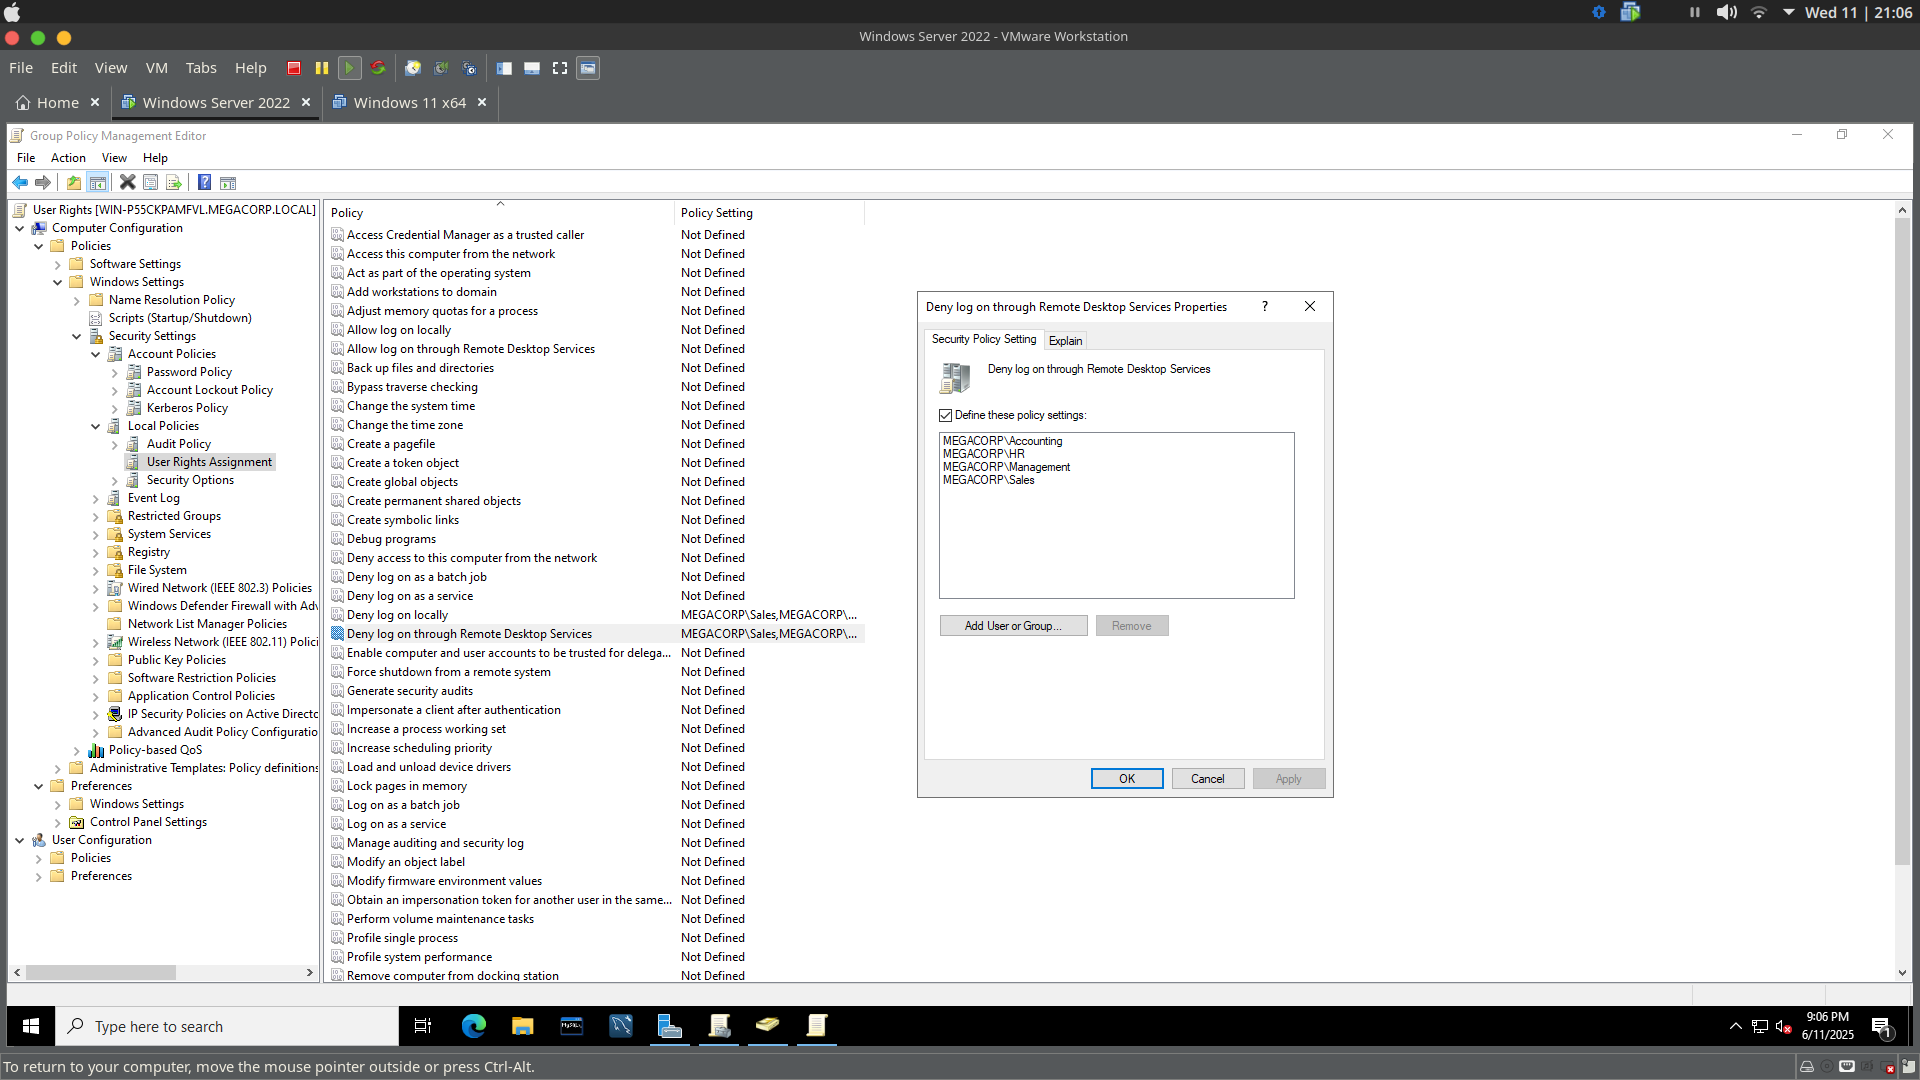 Wed 11 | 21:06
Windows Server 2022 - VMware Workstation
File Edit View VM Tabs Help
Home Windows Server 2022 Windows 11 x64
Group Policy Management Editor
File Action View Help
User Rights [WIN-P55CKPAMFVL.MEGACORP.LOCAL]
Computer Configuration
Policies
Software Settings
Windows Settings
Name Resolution Policy
Scripts (Startup/Shutdown)
Security Settings
Account Policies
Password Policy
Account Lockout Policy
Kerberos Policy
Local Policies
Audit Policy
User Rights Assignment
Security Options
Event Log
Restricted Groups
System Services
Registry
File System
Wired Network (IEEE 802.3) Policies
Windows Defender Firewall with Adv
Network List Manager Policies
Wireless Network (IEEE 802.11) Polici
Public Key Policies
Software Restriction Policies
Application Control Policies
IP Security Policies on Active Directo
Advanced Audit Policy Configuratio
Policy-based QoS
Administrative Templates: Policy definitions
Preferences
Windows Settings
Control Panel Settings
User Configuration
Policies
Preferences
Policy Policy Setting
Access Credential Manager as a trusted caller Not Defined
Access this computer from the network Not Defined
Act as part of the operating system Not Defined
Add workstations to domain Not Defined
Adjust memory quotas for a process Not Defined
Allow log on locally Not Defined
Allow log on through Remote Desktop Services Not Defined
Back up files and directories Not Defined
Bypass traverse checking Not Defined
Change the system time Not Defined
Change the time zone Not Defined
Create a pagefile Not Defined
Create a token object Not Defined
Create global objects Not Defined
Create permanent shared objects Not Defined
Create symbolic links Not Defined
Debug programs Not Defined
Deny access to this computer from the network Not Defined
Deny log on as a batch job Not Defined
Deny log on as a service Not Defined
Deny log on locally MEGACORP\Sales,MEGACORP\...
Deny log on through Remote Desktop Services MEGACORP\Sales,MEGACORP\...
Enable computer and user accounts to be trusted for delega... Not Defined
Force shutdown from a remote system Not Defined
Generate security audits Not Defined
Impersonate a client after authentication Not Defined
Increase a process working set Not Defined
Increase scheduling priority Not Defined
Load and unload device drivers Not Defined
Lock pages in memory Not Defined
Log on as a batch job Not Defined
Log on as a service Not Defined
Manage auditing and security log Not Defined
Modify an object label Not Defined
Modify firmware environment values Not Defined
Obtain an impersonation token for another user in the same... Not Defined
Perform volume maintenance tasks Not Defined
Profile single process Not Defined
Profile system performance Not Defined
Remove computer from docking station Not Defined
Deny log on through Remote Desktop Services Properties ?
Security Policy Setting Explain
Deny log on through Remote Desktop Services
Define these policy settings:
MEGACORP\Accounting
MEGACORP\HR
MEGACORP\Management
MEGACORP\Sales
Add User or Group... Remove
OK Cancel Apply
Type here to search
MySQL
9:06 PM
6/11/2025
1
To return to your computer, move the mouse pointer outside or press Ctrl-Alt.